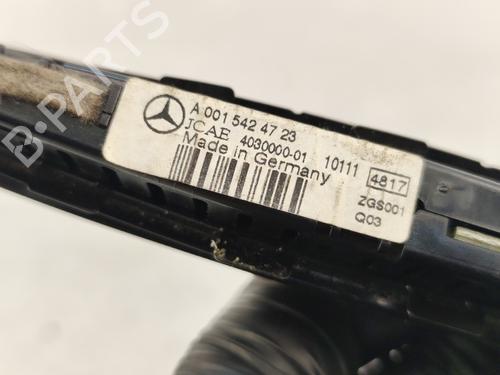 A 001 542 47 23
JCAE 4030000-01 10111 4817
Made in Germany
ZGS001
Q03
B-PARTS